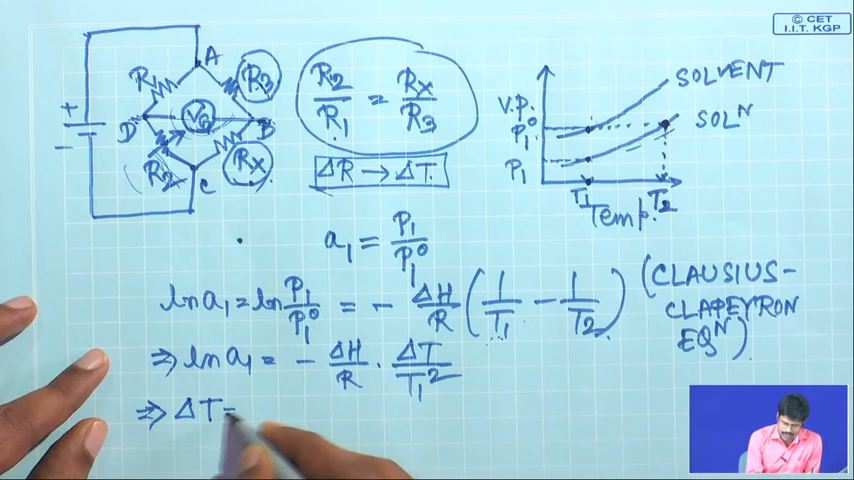 © CET
I.I.T. KGP
A
R1
R3
+
VG
D
B
−
R2
Rx
C
R2/R1 = Rx/R3
ΔR → ΔT
V.P.
P1°
P1
SOLVENT
SOLN
T1
T2
Temp.
a1 = P1/P1°
ln a1 = ln P1/P1° = − ΔH/R (1/T1 − 1/T2) (CLAUSIUS-
CLAPEYRON
EQN)
⇒ ln a1 = − ΔH/R · ΔT/T1²
⇒ ΔT =